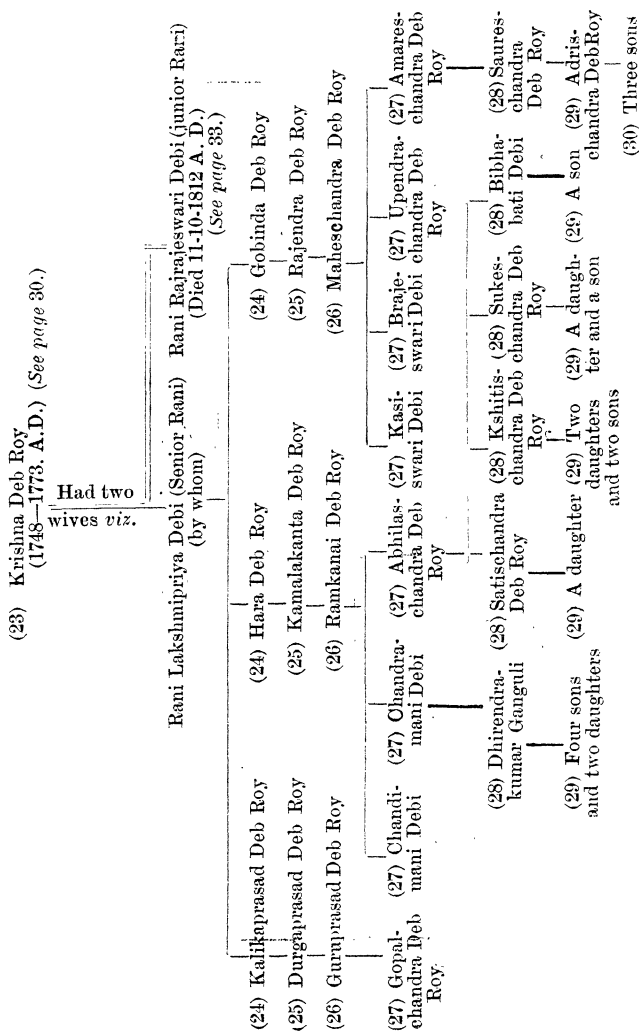 (23) Krishna Deb Roy
(1748—1773. A.D.) (See page 30.)
Had two
wives viz.
Rani Lakshmipriya Debi (Senior Rani)
(by whom)
Rani Rajrajeswari Debi (junior Rani)
(Died 11-10-1812 A. D.)
(See page 33.)
(24) Kalikaprasad Deb Roy
(24) Hara Deb Roy
(24) Gobinda Deb Roy
(25) Durgaprasad Deb Roy
(25) Kamalakanta Deb Roy
(25) Rajendra Deb Roy
(26) Guruprasad Deb Roy
(26) Ramkanai Deb Roy
(26) Maheschandra Deb Roy
(27) Gopal-
chandra Deb
Roy.
(27) Chandi-
mani Debi
(27) Chandra-
mani Debi
(27) Abhilas-
chandra Deb
Roy
(27) Kasi-
swari Debi
(27) Braje-
swari Debi
(27) Upendra-
chandra Deb
Roy
(27) Amares-
chandra Deb
Roy
(28) Dhirendra-
kumar Ganguli
(28) Satischandra
Deb Roy
(28) Kshitis-
chandra Deb
Roy
(28) Sukes-
chandra Deb
Roy
(28) Bibha-
bati Debi
(28) Saures-
chandra
Deb Roy
(29) Four sons
and two daughters
(29) A daughter
(29) Two
daughters
and two sons
(29) A daugh-
ter and a son
(29) A son
(29) Adris-
chandra DebRoy
(30) Three sons